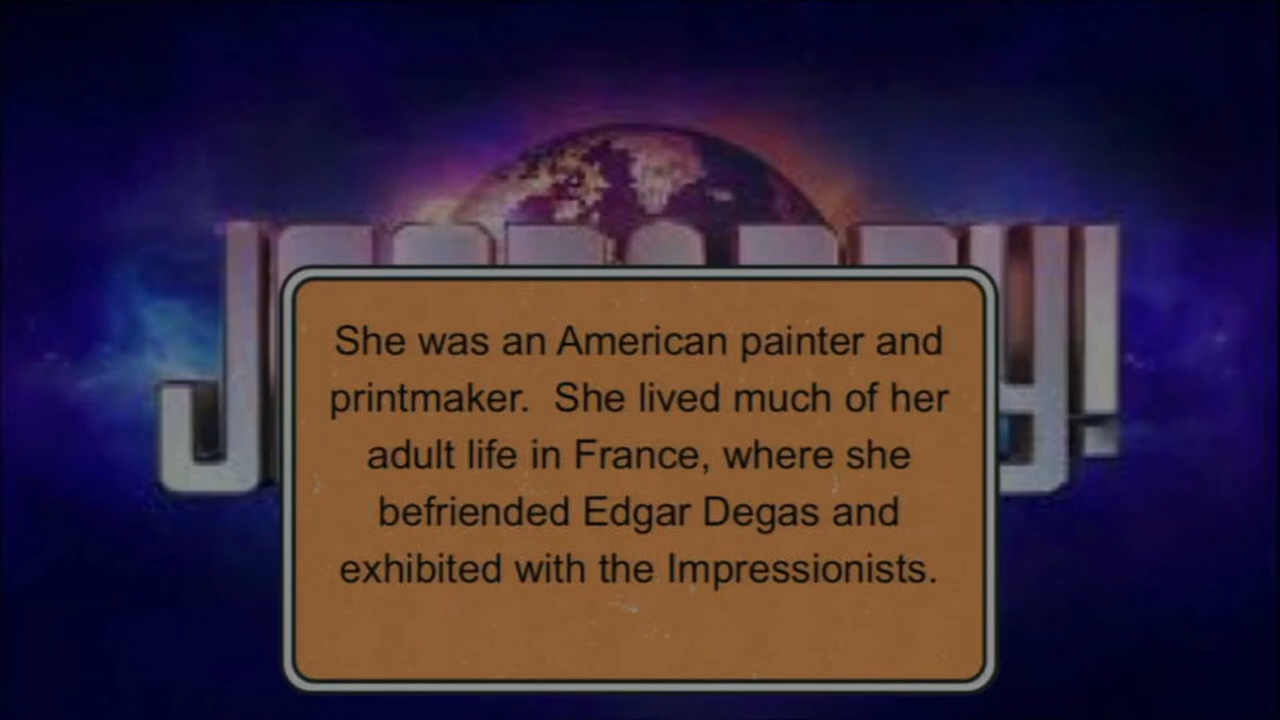 She was an American painter and
printmaker.  She lived much of her
adult life in France, where she
befriended Edgar Degas and
exhibited with the Impressionists.